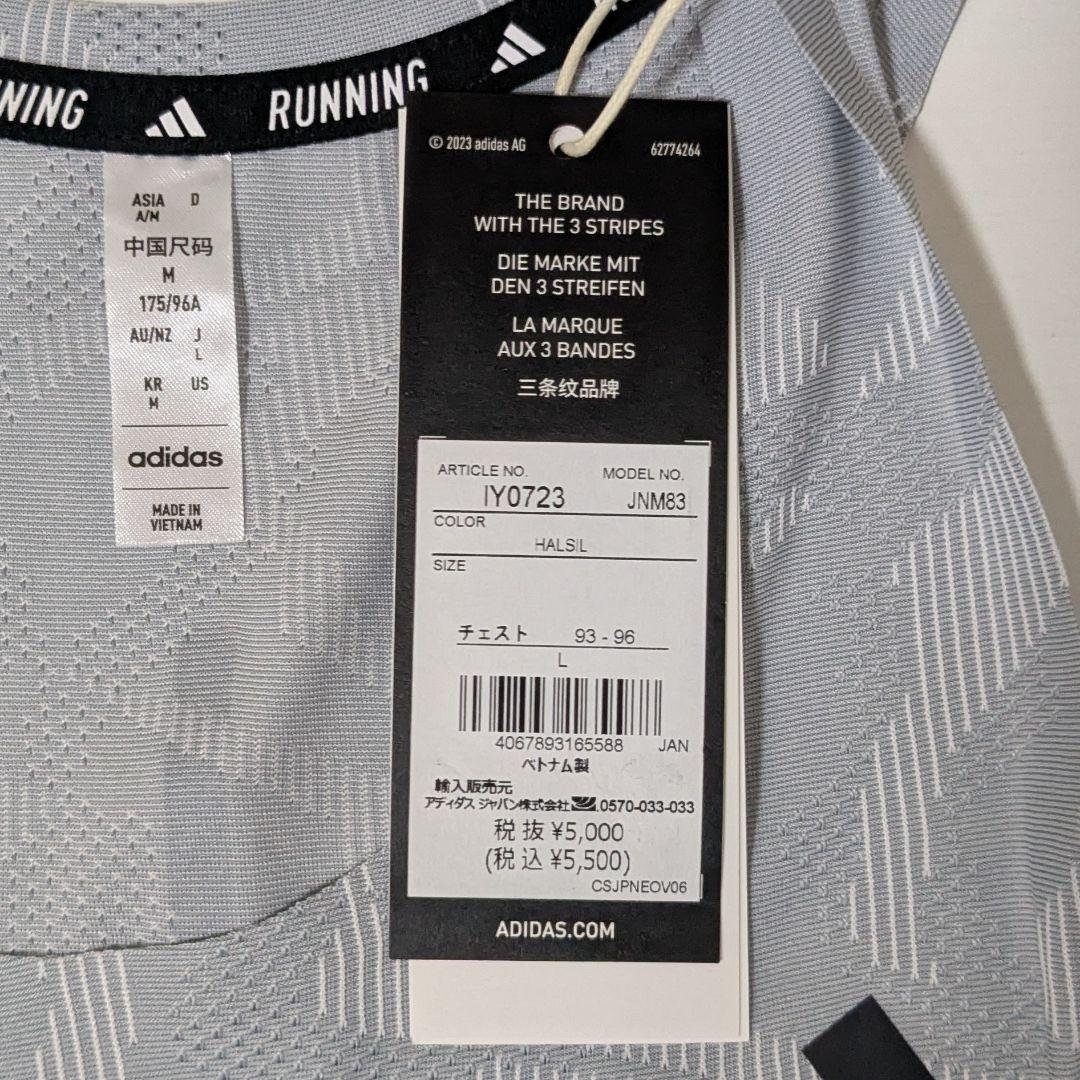 NING
RUNNING
ASIA D
A/M
中国尺码
M
175/96A
AU/NZ J
L
KR US
M
adidas
MADE IN
VIETNAM
© 2023 adidas AG 62774264
THE BRAND
WITH THE 3 STRIPES
DIE MARKE MIT
DEN 3 STREIFEN
LA MARQUE
AUX 3 BANDES
三条纹品牌
ARTICLE NO. MODEL NO.
IY0723 JNM83
COLOR
HALSIL
SIZE
チェスト 93 - 96
L
4067893165588 JAN
ベトナム製
輸入販売元
アディダス ジャパン株式会社 .0570-033-033
税抜 ¥5,000
(税込 ¥5,500)
CSJPNEOV06
ADIDAS.COM